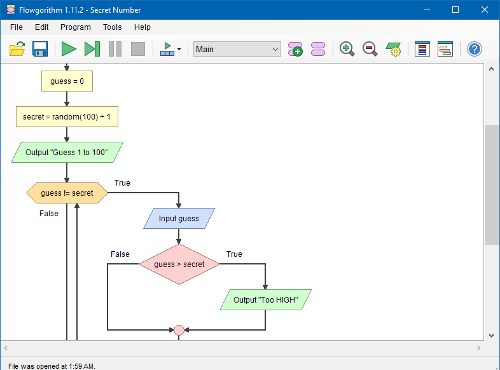 Flowgorithm 1.11.2 - Secret Number
File Edit Program Tools Help
Main
guess = 0
secret = random(100) + 1
Output "Guess 1 to 100"
guess != secret
True
False
Input guess
guess > secret
False
True
Output "Too HIGH"
File was opened at 1:59 AM.